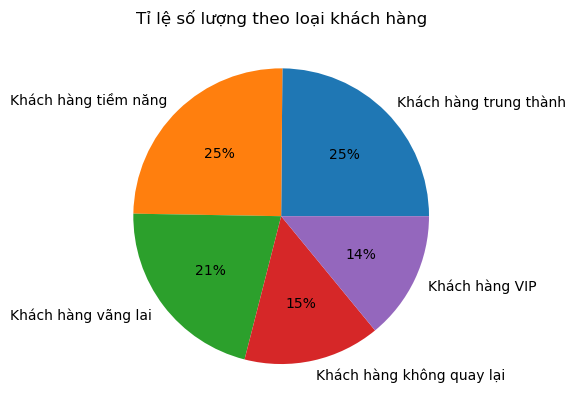 Tỉ lệ số lượng theo loại khách hàng
Khách hàng tiềm năng
Khách hàng trung thành
25%
25%
21%
14%
15%
Khách hàng VIP
Khách hàng vãng lai
Khách hàng không quay lại